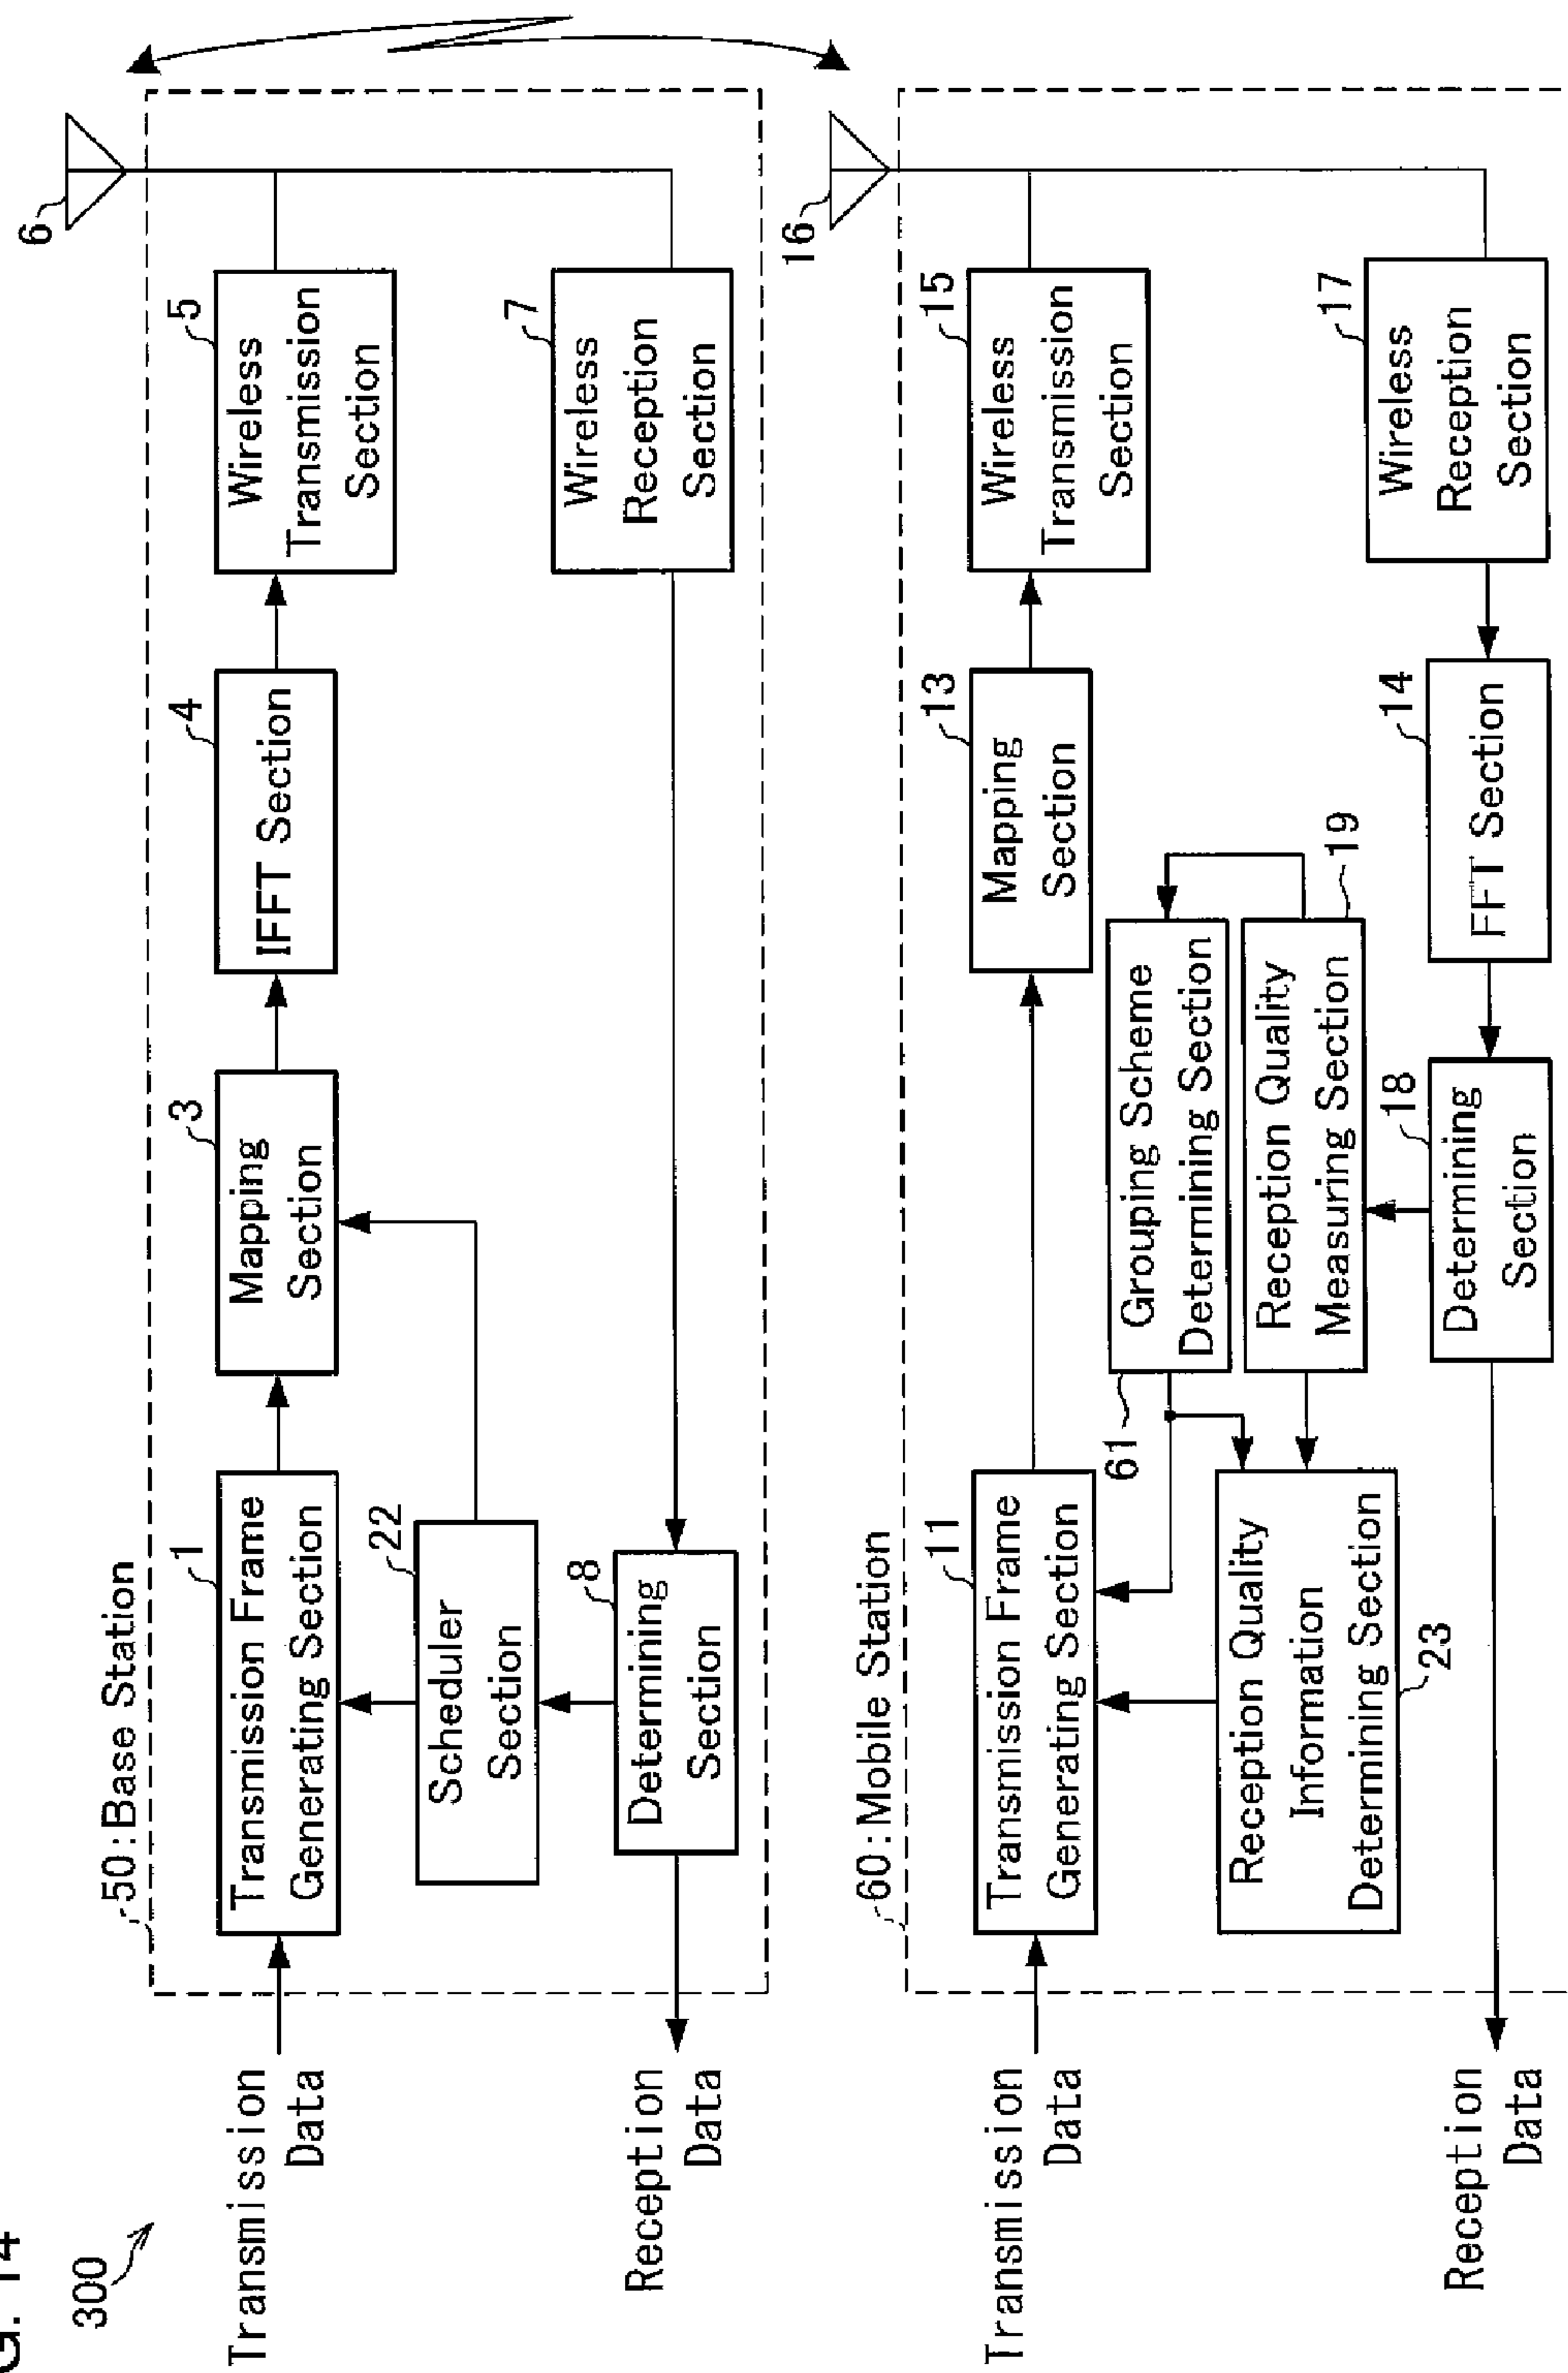 G. 14
300
50:Base Station
Transmission
Data
1
Transmission Frame
Generating Section
3
Mapping
Section
4
IFFT Section
5
Wireless
Transmission
Section
6
22
Scheduler
Section
8
Determining
Section
7
Wireless
Reception
Section
Reception
Data
60:Mobile Station
Transmission
Data
11
Transmission Frame
Generating Section
13
Mapping
Section
15
Wireless
Transmission
Section
16
61
Grouping Scheme
Determining Section
Reception Quality
Measuring Section
19
Reception Quality
Information
Determining Section
23
18
Determining
Section
14
FFT Section
17
Wireless
Reception
Section
Reception
Data